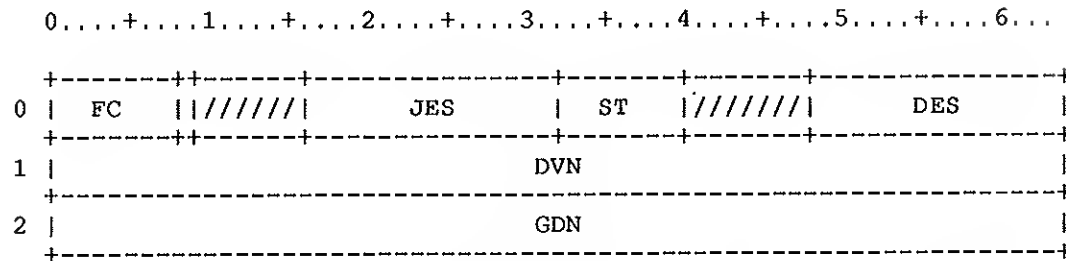 0....+....1....+....2....+....3....+....4....+....5....+....6...
+-------++------+---------------+-------+-------+---------------+
0 | FC ||//////| JES | ST |///////| DES |
+-------++------+---------------+-------+-------+---------------+
1 | DVN |
+---------------------------------------------------------------+
2 | GDN |
+---------------------------------------------------------------+